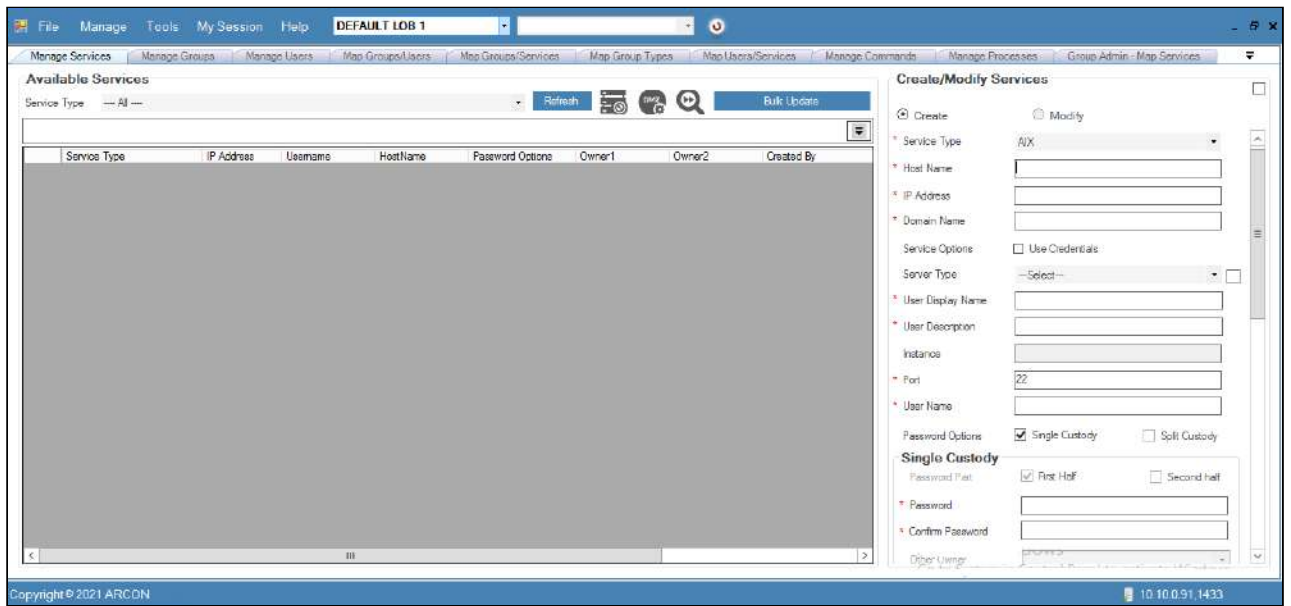 File Manage Tools My Session Help DEFAULT LOB 1
Manage Services Manage Groups Manage Users Map Groups/Users Map Groups/Services Map Group Types Map Users/Services Manage Commands Manage Processes Group Admin - Map Services
Available Services
Service Type --- All --- Refresh Bulk Update
Service Type IP Address Username HostName Password Options Owner1 Owner2 Created By
Create/Modify Services
Create Modify
* Service Type AIX
* Host Name
* IP Address
* Domain Name
Service Options Use Credentials
Server Type ---Select---
* User Display Name
* User Description
Instance
* Port 22
* User Name
Password Options Single Custody Split Custody
Single Custody
Password Part First Half Second half
* Password
* Confirm Password
Other Owner
Copyright © 2021 ARCON 10.10.0.91,1433